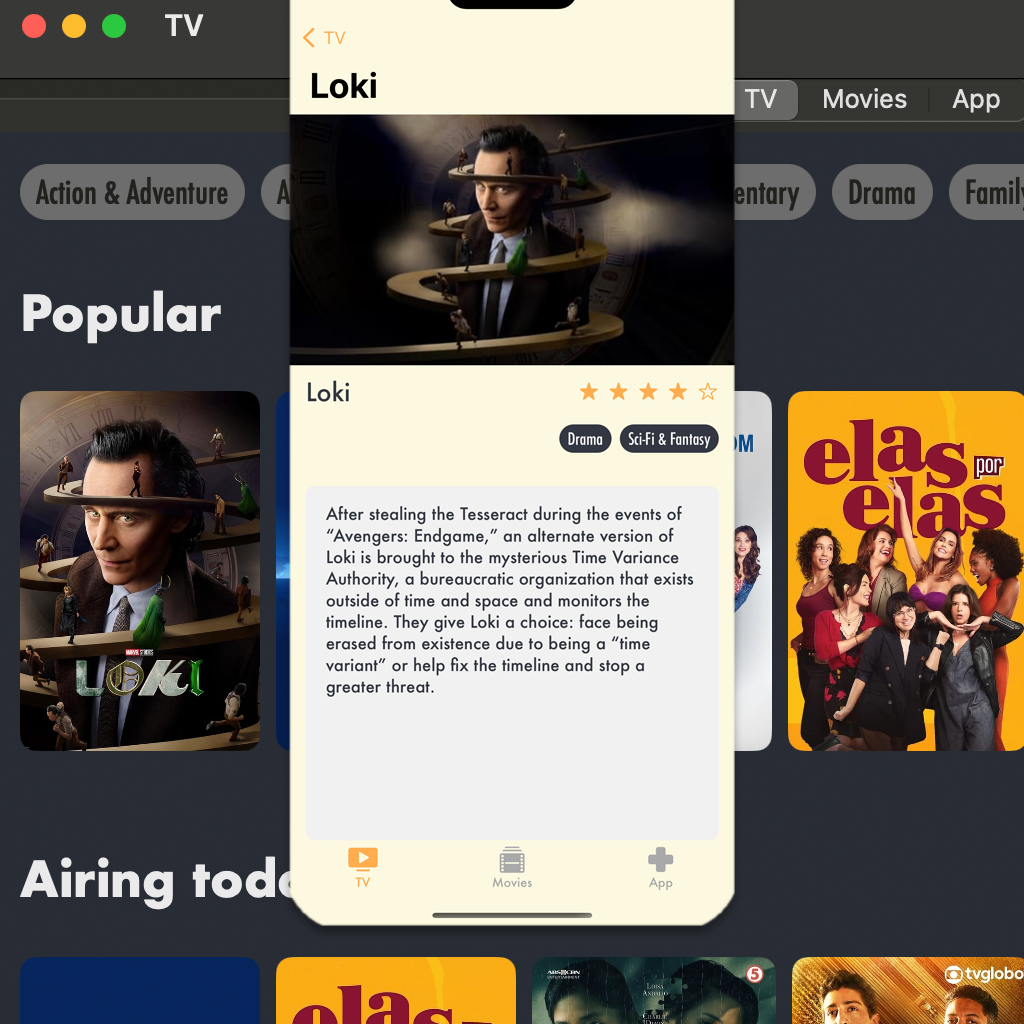 TV
TV
Loki
TV
Movies
App
Action & Adventure
A
entary
Drama
Family
Popular
Loki
Drama
Sci-Fi & Fantasy
After stealing the Tesseract during the events of
“Avengers: Endgame,” an alternate version of
Loki is brought to the mysterious Time Variance
Authority, a bureaucratic organization that exists
outside of time and space and monitors the
timeline. They give Loki a choice: face being
erased from existence due to being a “time
variant” or help fix the timeline and stop a
greater threat.
MARVEL STUDIOS
LOKI
OM
elas
por
elas
TV
Movies
App
Airing toda
elas
ABS-CBN
ENTERTAINMENT
LOISA
ANDALIO
CHARLIE
5
tvglobo